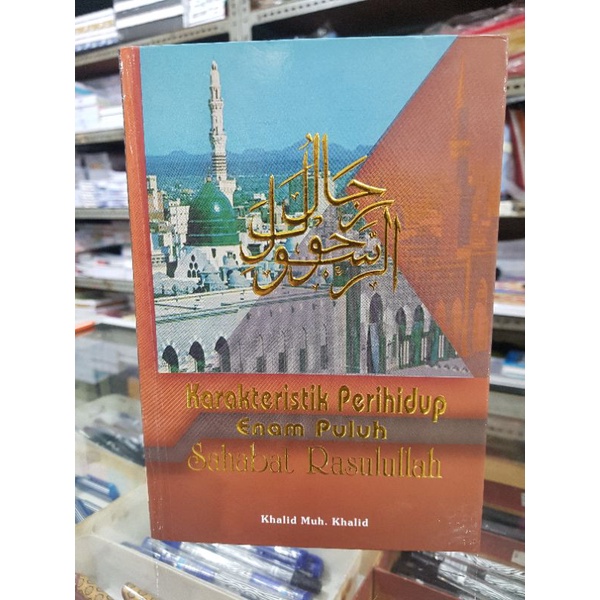 رجال حول
الرسول
Karakteristik Perihidup
Enam Puluh
Sahabat Rasulullah
Khalid Muh. Khalid